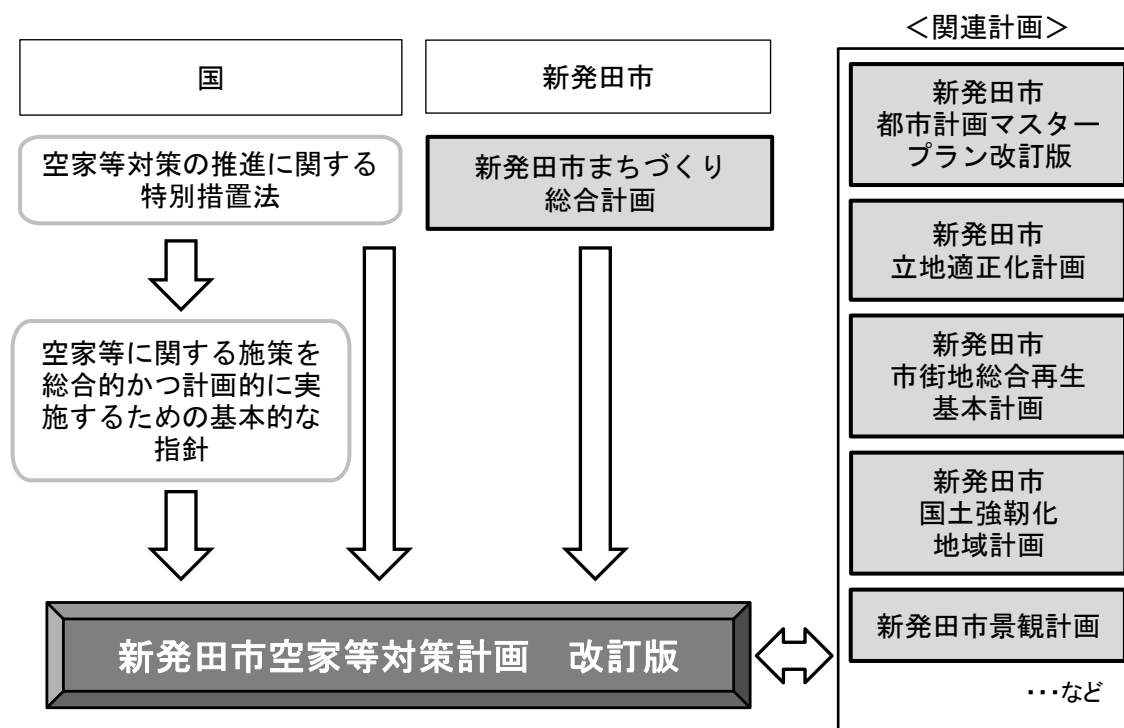 国
新発田市
空家等対策の推進に関する
特別措置法
新発田市まちづくり
総合計画
空家等に関する施策を
総合的かつ計画的に実
施するための基本的な
指針
新発田市空家等対策計画　改訂版
＜関連計画＞
新発田市
都市計画マスター
プラン改訂版
新発田市
立地適正化計画
新発田市
市街地総合再生
基本計画
新発田市
国土強靭化
地域計画
新発田市景観計画
・・・など